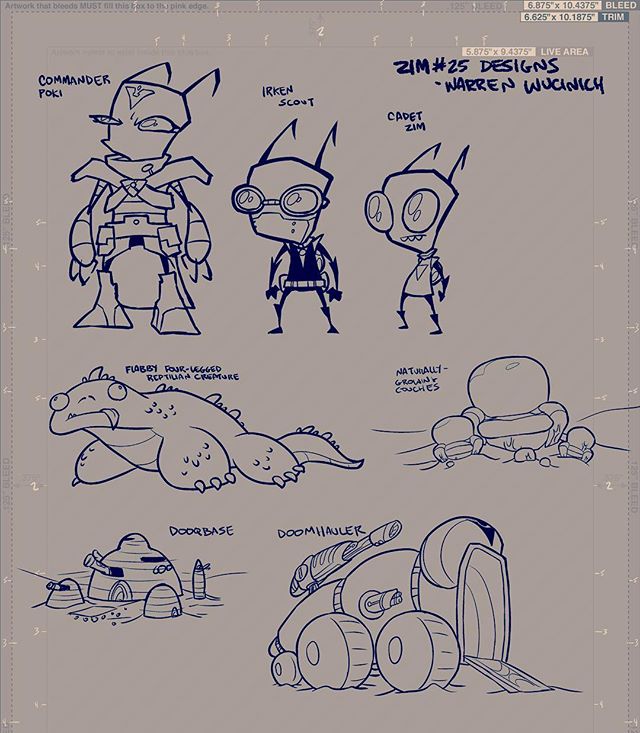 Artwork that bleeds MUST fill this box to the pink edge.
.125" BLEED
6.875" x 10.4375" BLEED
6.625" x 10.1875" TRIM
5.875" x 9.4375" LIVE AREA
ZIM #25 DESIGNS
- WARREN WUCINICH
COMMANDER
POKI
IRKEN
SCOUT
CADET
ZIM
FLABBY FOUR-LEGGED
REPTILIAN CREATURE
NATURALLY-
GROWING
COUCHES
DOORBASE
DOOMHAULER